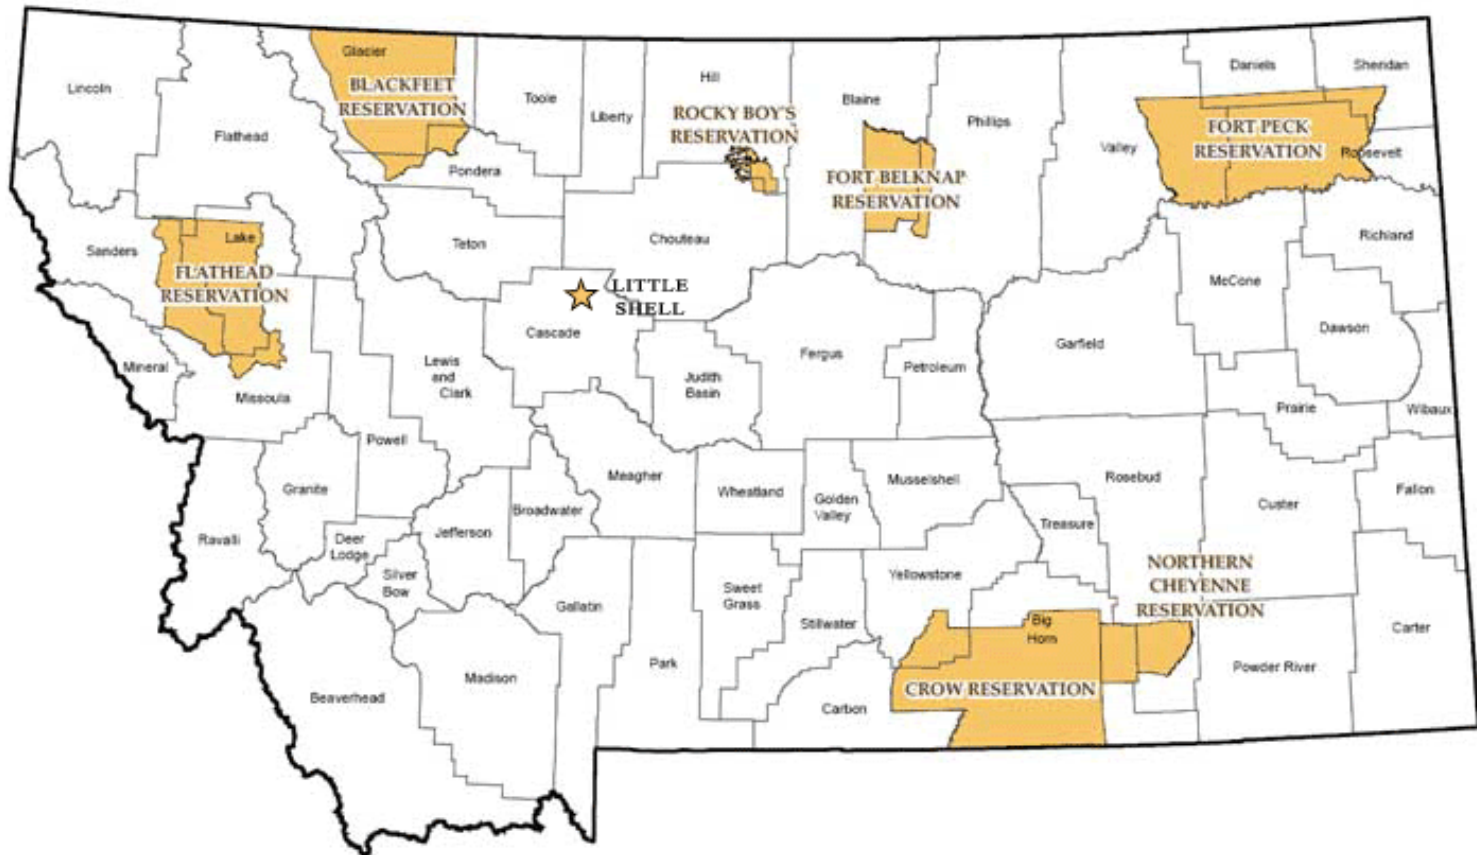 Lincoln
Flathead
Glacier
BLACKFEET
RESERVATION
Toole
Liberty
Hill
ROCKY BOY'S
RESERVATION
Blaine
Phillips
Valley
Daniels
Sheridan
FORT PECK
RESERVATION
Roosevelt
Pondera
FORT BELKNAP
RESERVATION
Sanders
Lake
FLATHEAD
RESERVATION
Teton
Chouteau
LITTLE
SHELL
Cascade
Richland
McCone
Dawson
Garfield
Mineral
Missoula
Lewis
and
Clark
Judith
Basin
Fergus
Petroleum
Prairie
Wibaux
Powell
Granite
Meagher
Wheatland
Golden
Valley
Musselshell
Rosebud
Custer
Fallon
Treasure
Ravalli
Deer
Lodge
Jefferson
Broadwater
Silver
Bow
Gallatin
Sweet
Grass
Yellowstone
Stillwater
NORTHERN
CHEYENNE
RESERVATION
Big
Horn
Carter
Powder River
Beaverhead
Madison
Park
Carbon
CROW RESERVATION